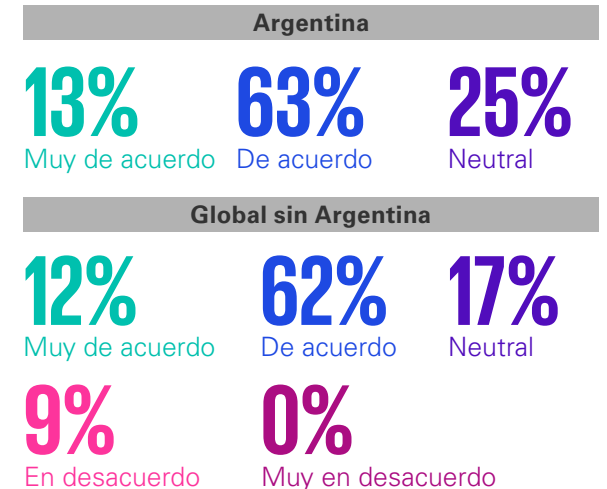 Argentina
13% 63% 25%
Muy de acuerdo De acuerdo Neutral
Global sin Argentina
12% 62% 17%
Muy de acuerdo De acuerdo Neutral
9% 0%
En desacuerdo Muy en desacuerdo